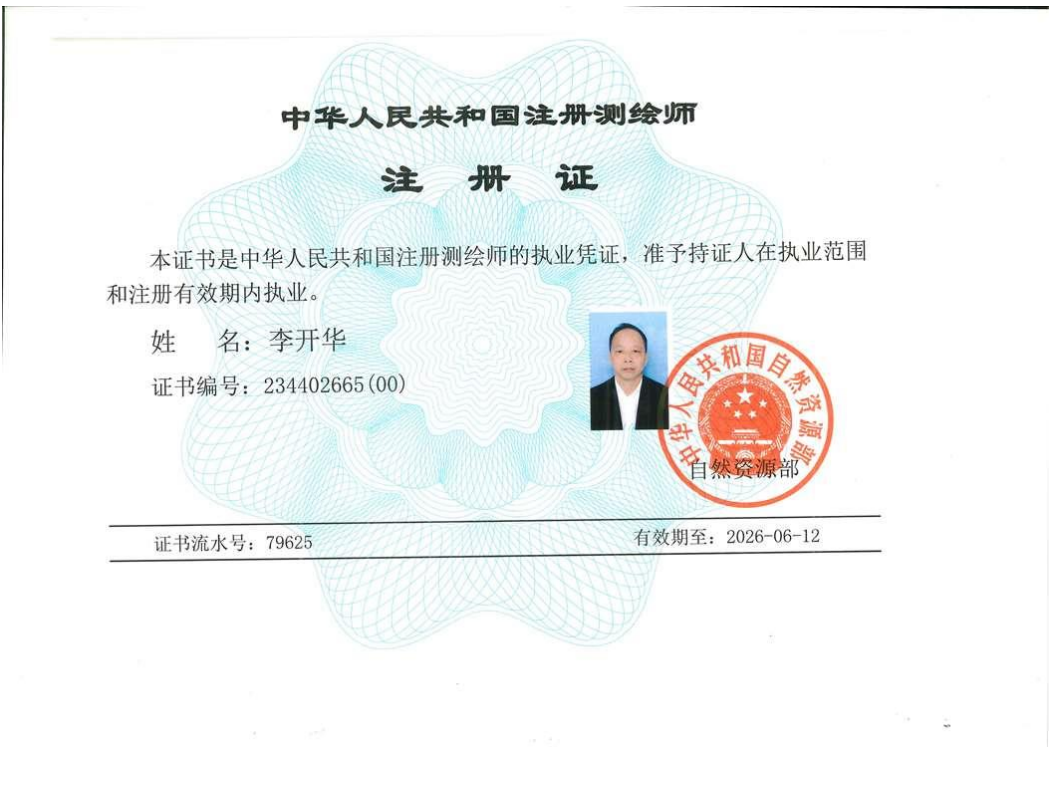 中华人民共和国注册测绘师
注 册 证
本证书是中华人民共和国注册测绘师的执业凭证，准予持证人在执业范围
和注册有效期内执业。
姓 名：李开华
证书编号：234402665(00)
中华人民共和国自然资源部
自然资源部
证书流水号：79625
有效期至：2026-06-12